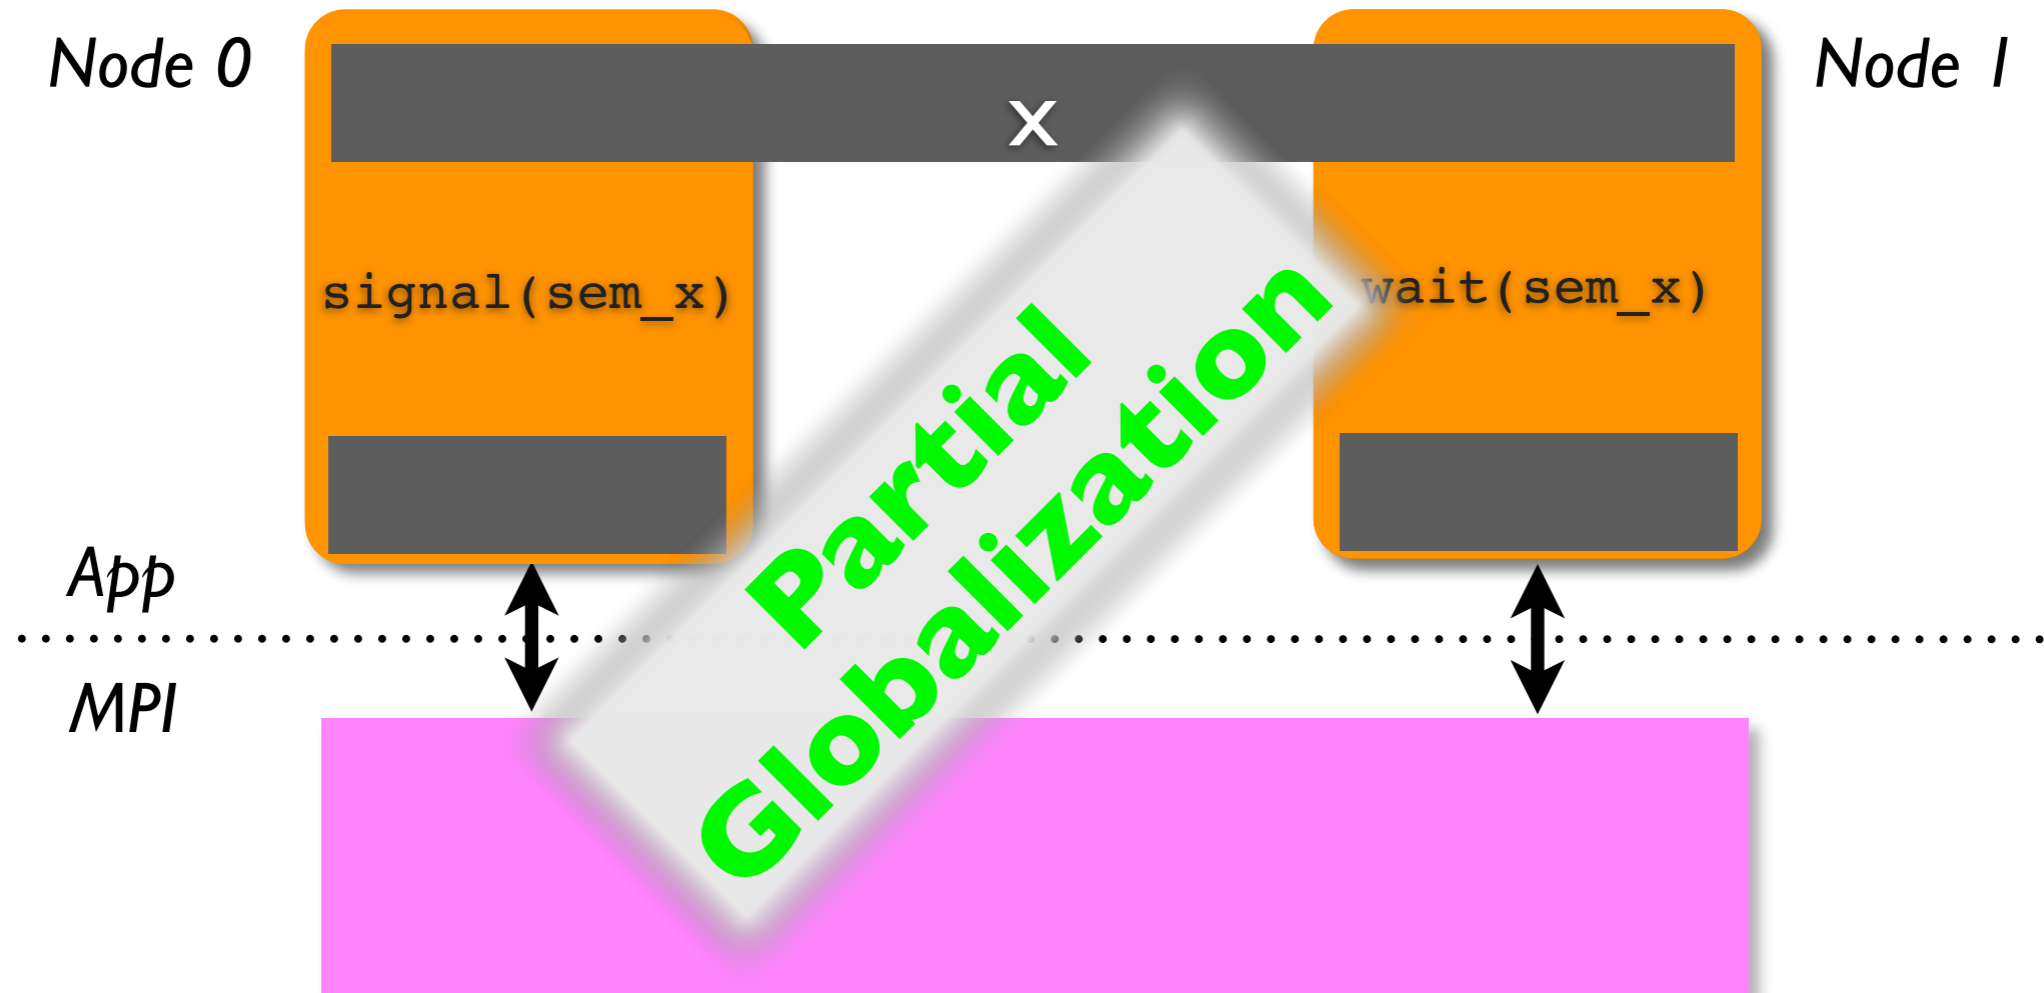 Node 0
Node 1
x
signal(sem_x)
wait(sem_x)
Partial
Globalization
App
MPI